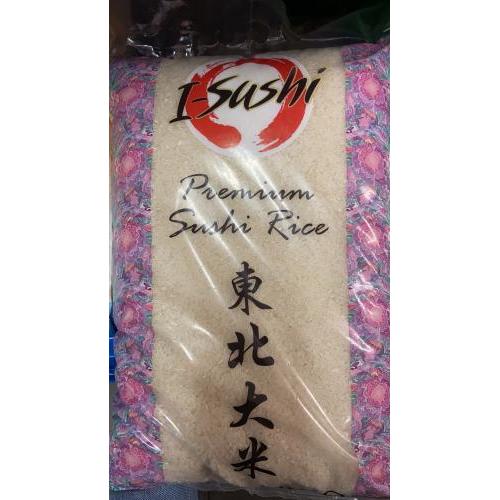 I-Sushi
Premium
Sushi Rice
東北大米